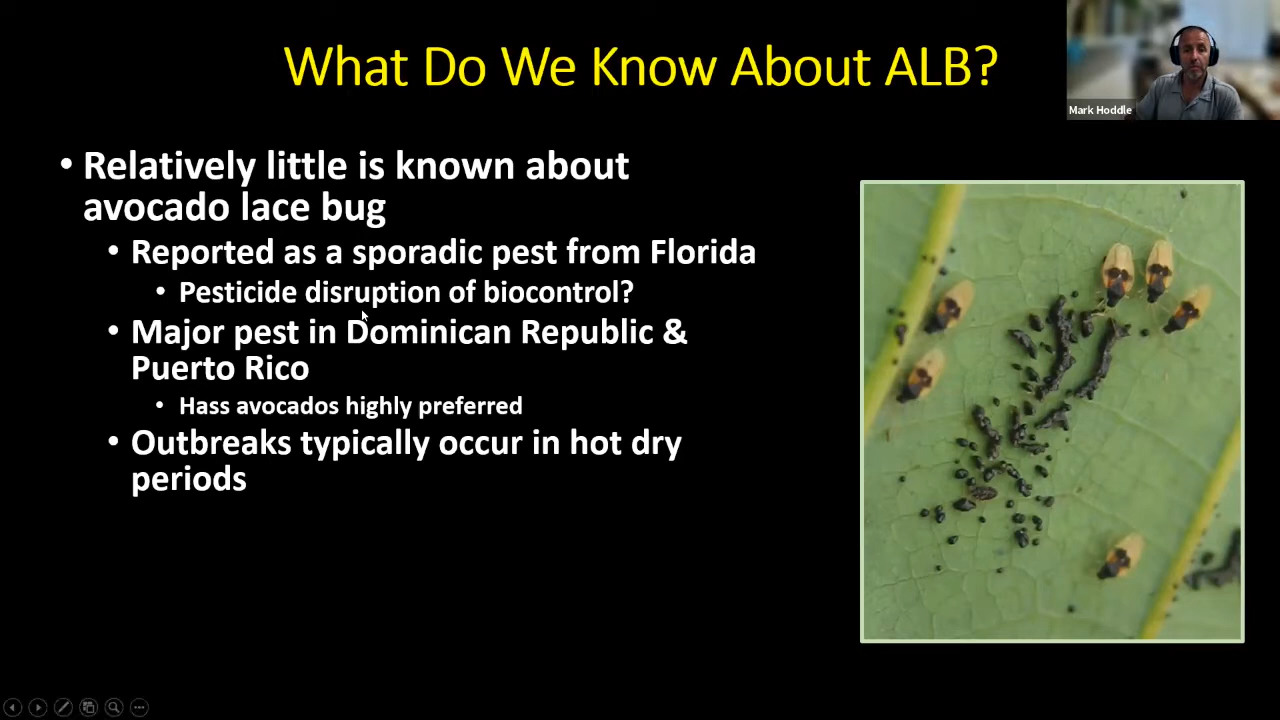 What Do We Know About ALB?
Mark Hoddle
• Relatively little is known about
avocado lace bug
• Reported as a sporadic pest from Florida
• Pesticide disruption of biocontrol?
• Major pest in Dominican Republic &
Puerto Rico
• Hass avocados highly preferred
• Outbreaks typically occur in hot dry
periods